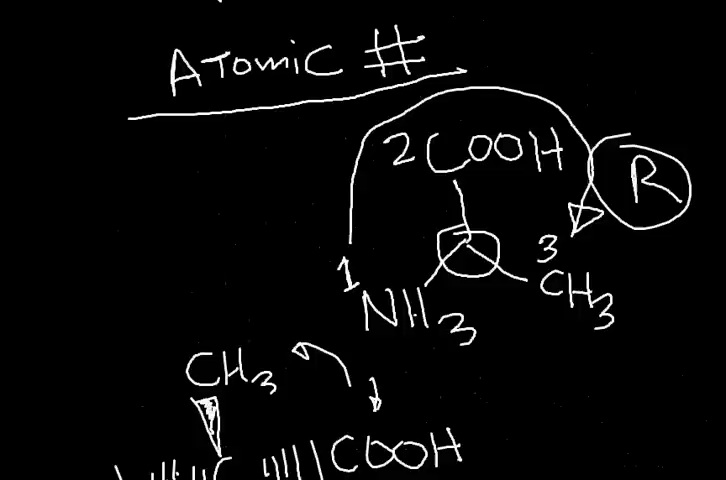 Atomic #
2COOH
R
3
1
CH3
NH3
CH3
COOH